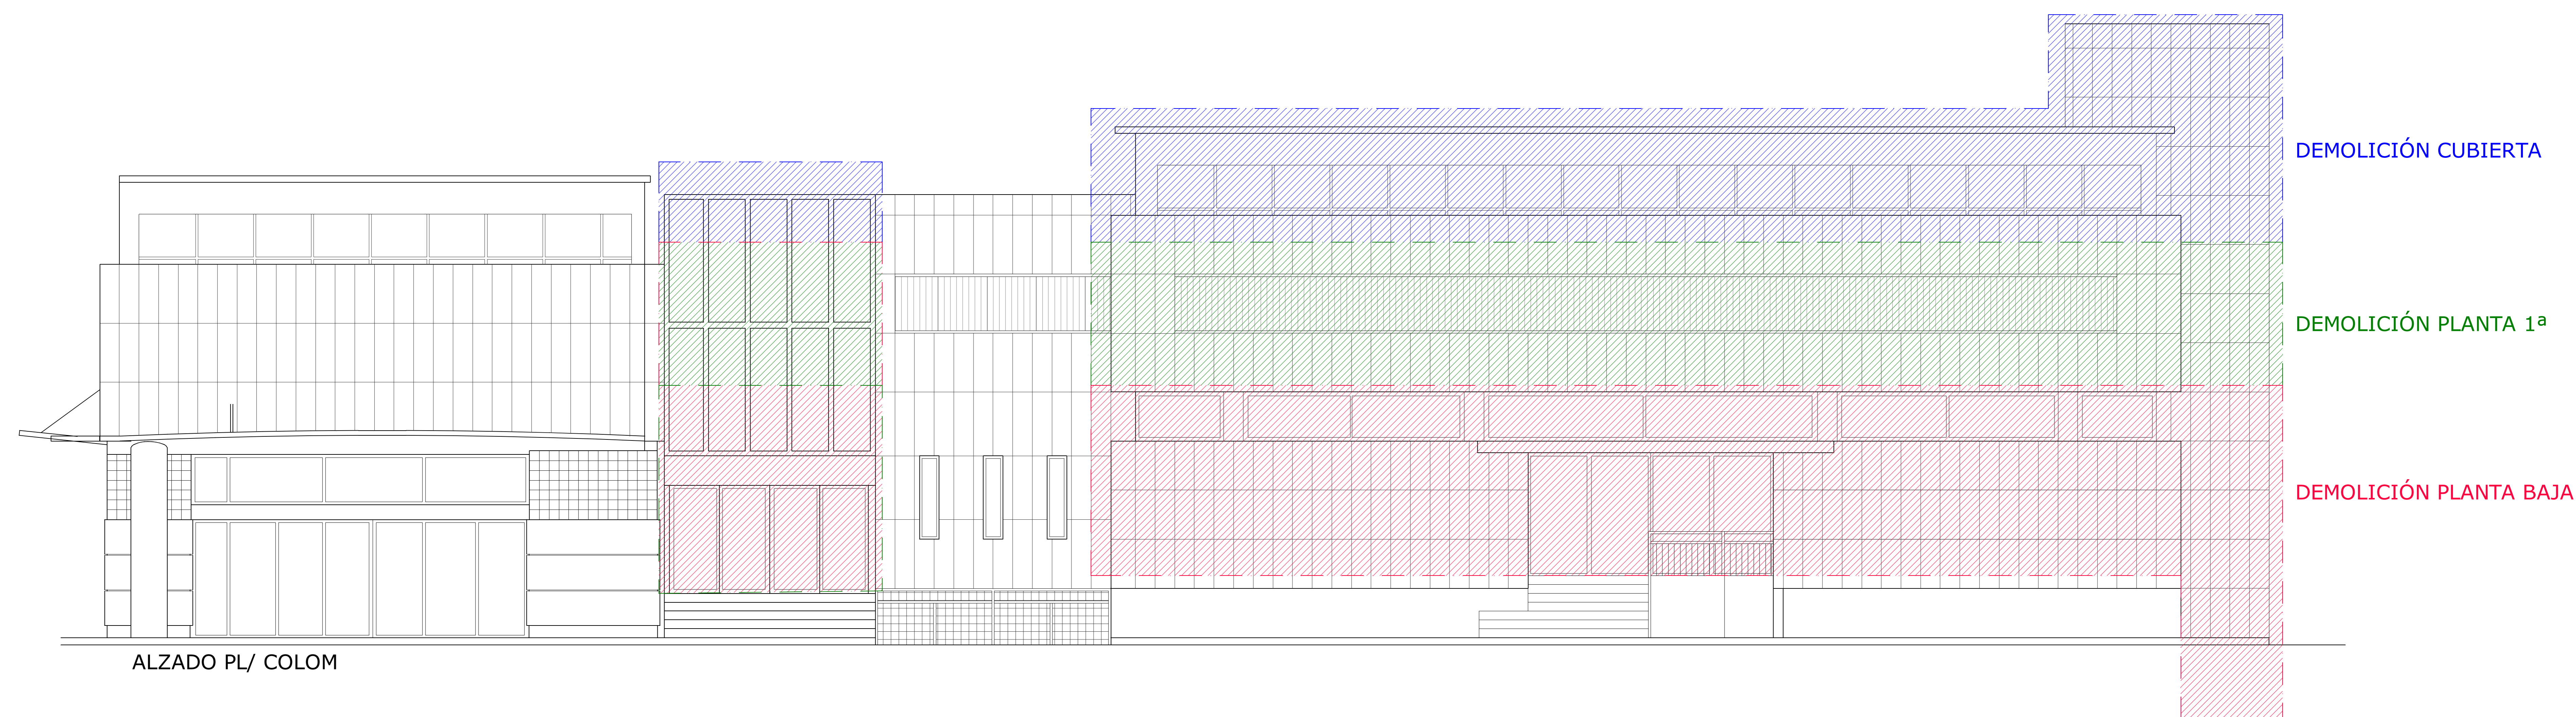 DEMOLICIÓN CUBIERTA
DEMOLICIÓN PLANTA 1ª
DEMOLICIÓN PLANTA BAJA
ALZADO PL/ COLOM